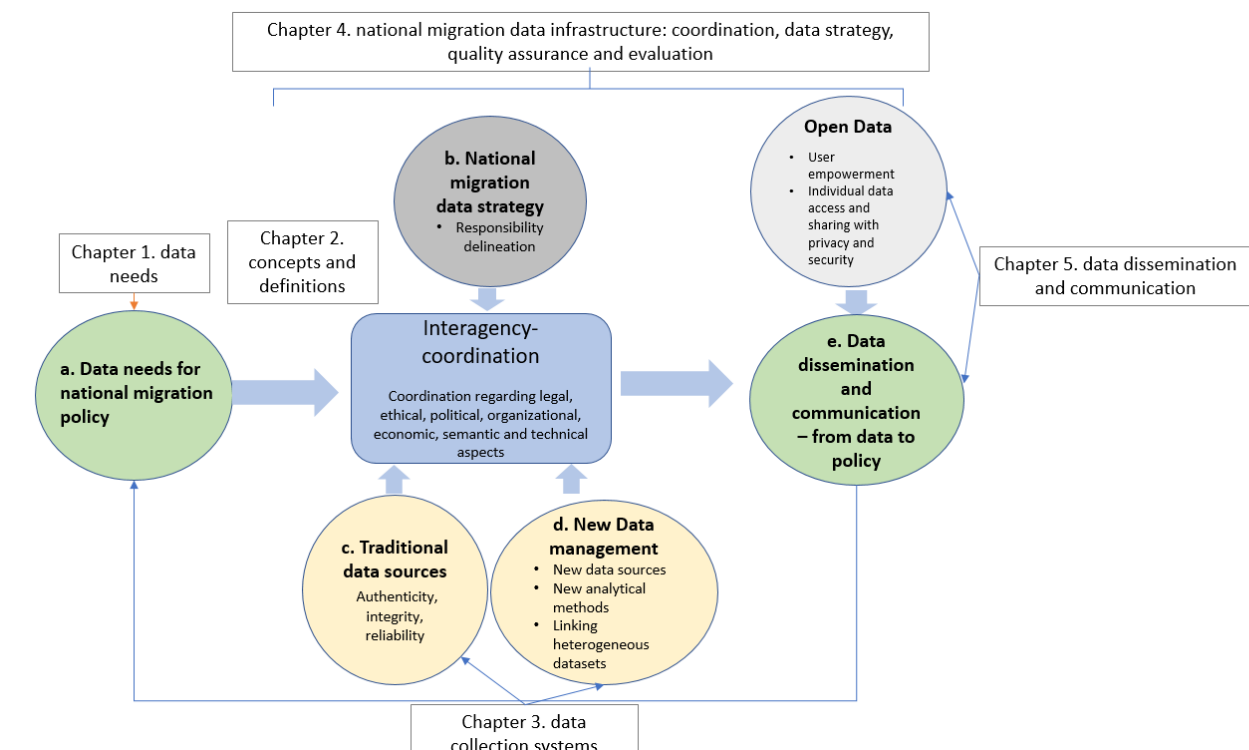 Chapter 4. national migration data infrastructure: coordination, data strategy,
quality assurance and evaluation
Open Data
• User
empowerment
• Individual data
access and
sharing with
privacy and
security
b. National
migration
data strategy
• Responsibility
delineation
Chapter 1. data
needs
Chapter 2.
concepts and
definitions
Chapter 5. data dissemination
and communication
a. Data needs for
national migration
policy
Interagency-
coordination
Coordination regarding legal,
ethical, political, organizational,
economic, semantic and technical
aspects
e. Data
dissemination
and
communication
– from data to
policy
c. Traditional
data sources
Authenticity,
integrity,
reliability
d. New Data
management
• New data sources
• New analytical
methods
• Linking
heterogeneous
datasets
Chapter 3. data
collection systems